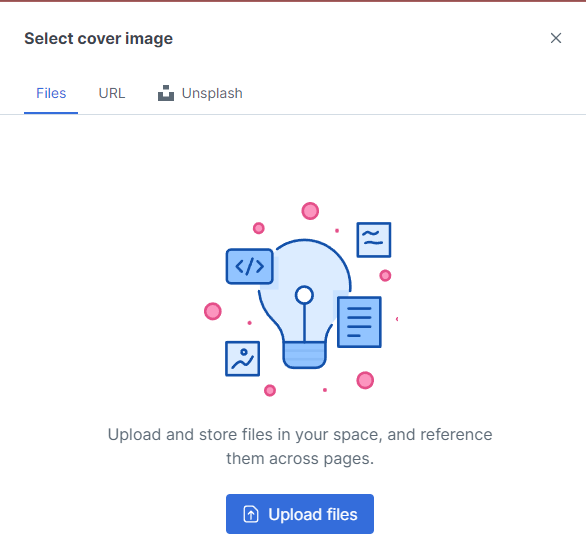 Select cover image
Files
URL
Unsplash
</>
Upload and store files in your space, and reference
them across pages.
Upload files